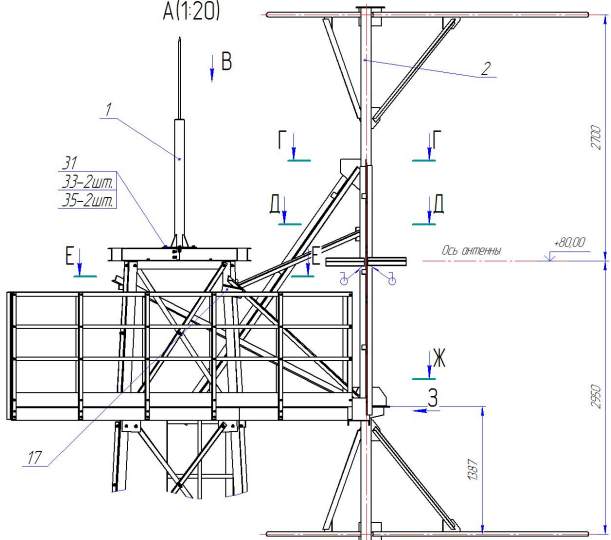 А(1:20)
В
2
1
Г
Г
31
33-2шт.
35-2шт.
Д
Д
Е
Е
Ось антенны
+80,00
2700
Ж
З
2950
1387
17